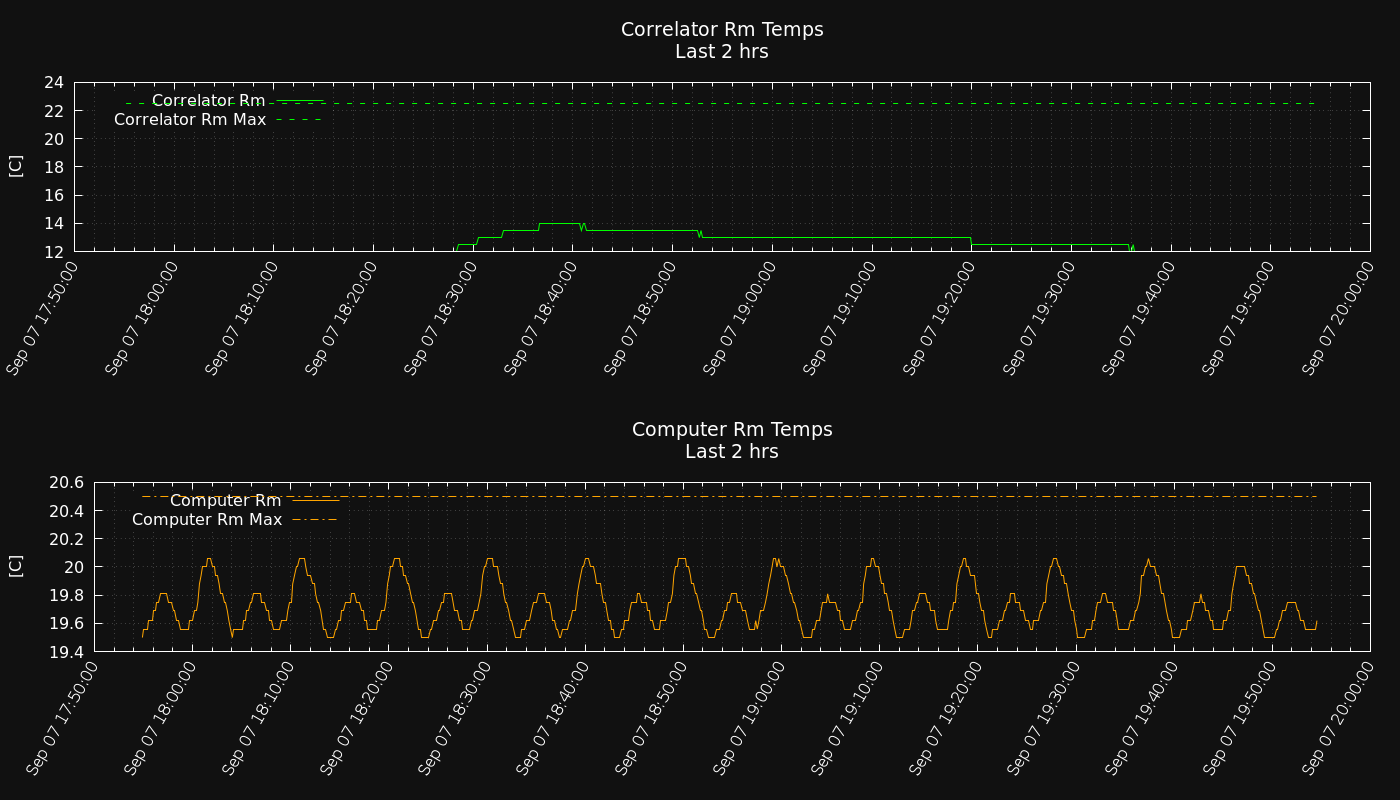 Correlator Rm Temps
Last 2 hrs
24
22
20
18
16
14
12
[C]
Correlator Rm
Correlator Rm Max
Sep 07 17:50:00
Sep 07 18:00:00
Sep 07 18:10:00
Sep 07 18:20:00
Sep 07 18:30:00
Sep 07 18:40:00
Sep 07 18:50:00
Sep 07 19:00:00
Sep 07 19:10:00
Sep 07 19:20:00
Sep 07 19:30:00
Sep 07 19:40:00
Sep 07 19:50:00
Sep 07 20:00:00
Computer Rm Temps
Last 2 hrs
20.6
20.4
20.2
20
19.8
19.6
19.4
[C]
Computer Rm
Computer Rm Max
Sep 07 17:50:00
Sep 07 18:00:00
Sep 07 18:10:00
Sep 07 18:20:00
Sep 07 18:30:00
Sep 07 18:40:00
Sep 07 18:50:00
Sep 07 19:00:00
Sep 07 19:10:00
Sep 07 19:20:00
Sep 07 19:30:00
Sep 07 19:40:00
Sep 07 19:50:00
Sep 07 20:00:00